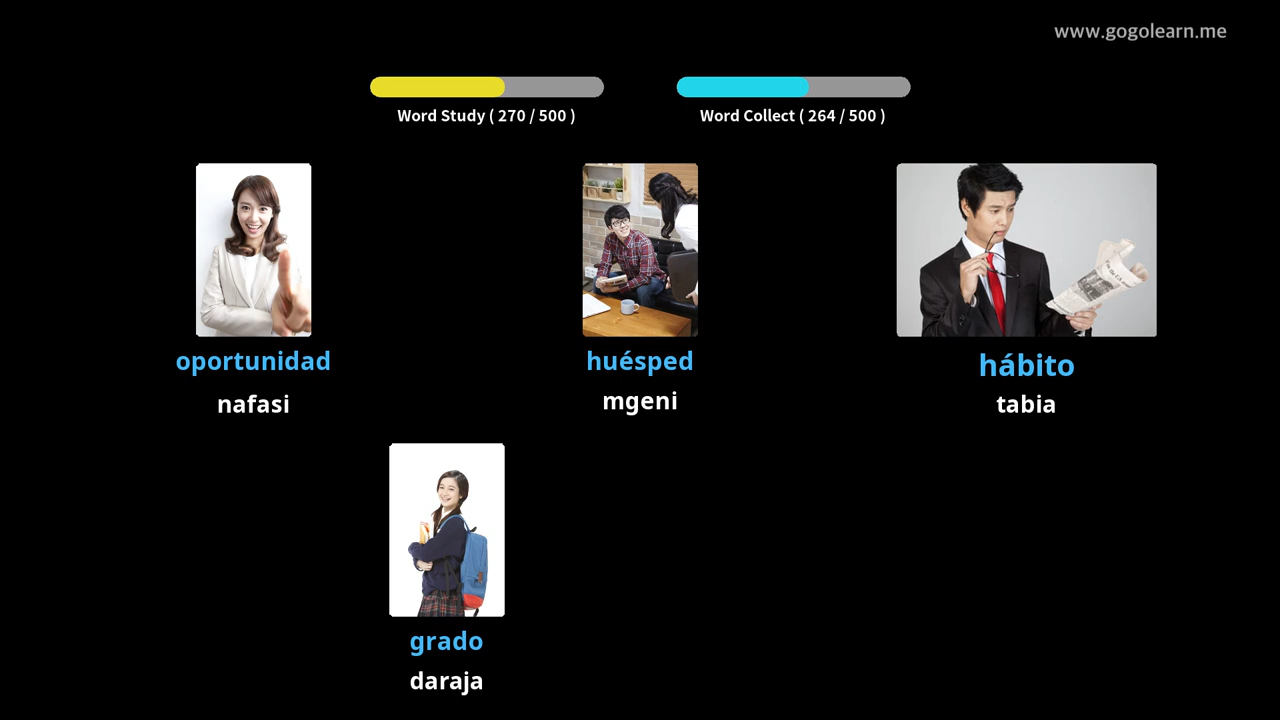 www.gogolearn.me
Word Study ( 270 / 500 )
Word Collect ( 264 / 500 )
oportunidad
nafasi
huésped
mgeni
hábito
tabia
grado
daraja